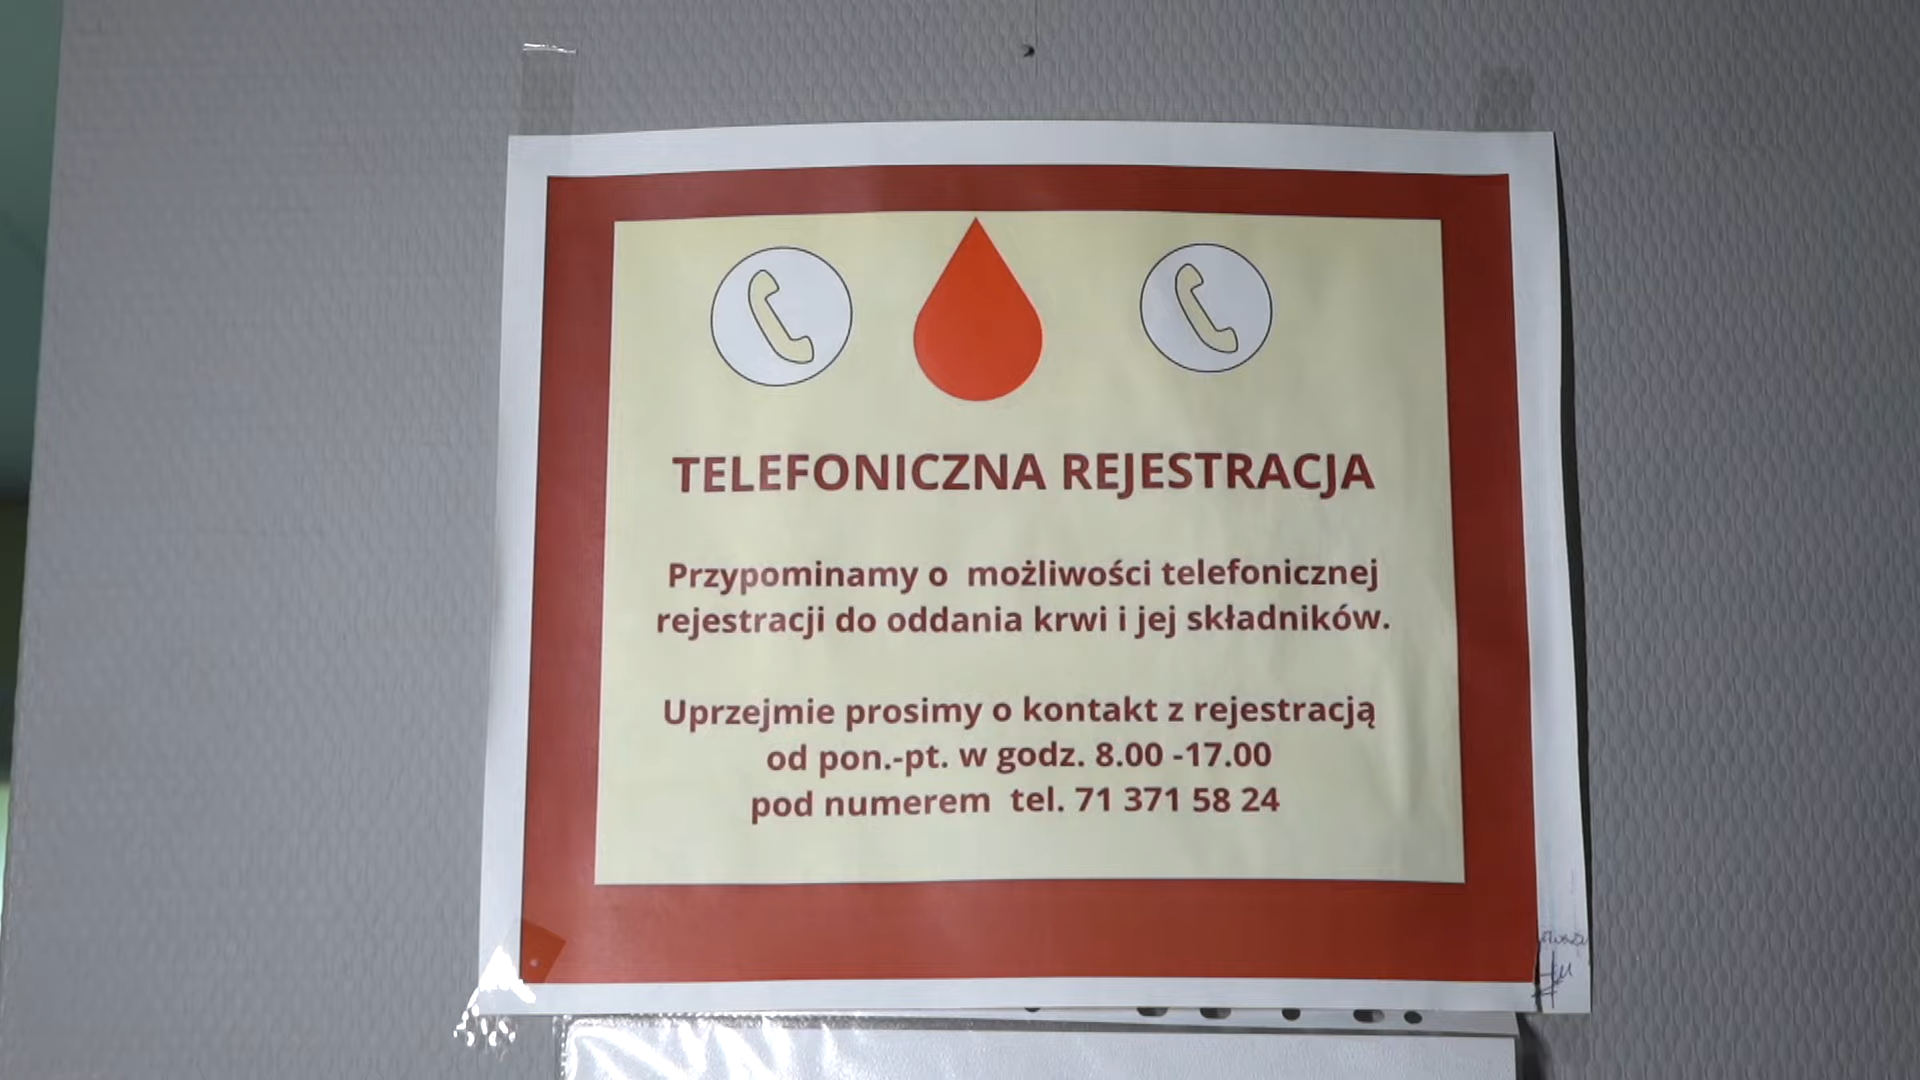 TELEFONICZNA REJESTRACJA
Przypominamy o możliwości telefonicznej
rejestracji do oddania krwi i jej składników.
Uprzejmie prosimy o kontakt z rejestracją
od pon.-pt. w godz. 8.00 -17.00
pod numerem tel. 71 371 58 24